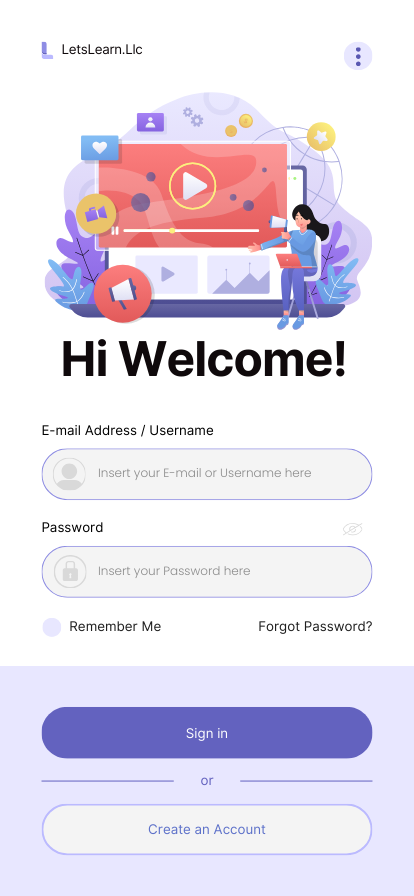 LetsLearn.Llc
Hi Welcome!
E-mail Address / Username
Insert your E-mail or Username here
Password
Insert your Password here
Remember Me
Forgot Password?
Sign in
or
Create an Account